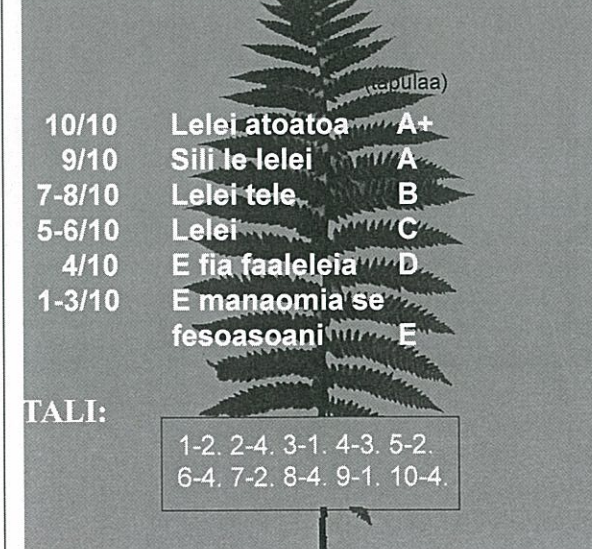 (tapulaa)
10/10 Lelei atoatoa A+
9/10 Sili le lelei A
7-8/10 Lelei tele B
5-6/10 Lelei C
4/10 E fia faaleleia D
1-3/10 E manaomia se
fesoasoani E
TALI:
1-2. 2-4. 3-1. 4-3. 5-2.
6-4. 7-2. 8-4. 9-1. 10-4.